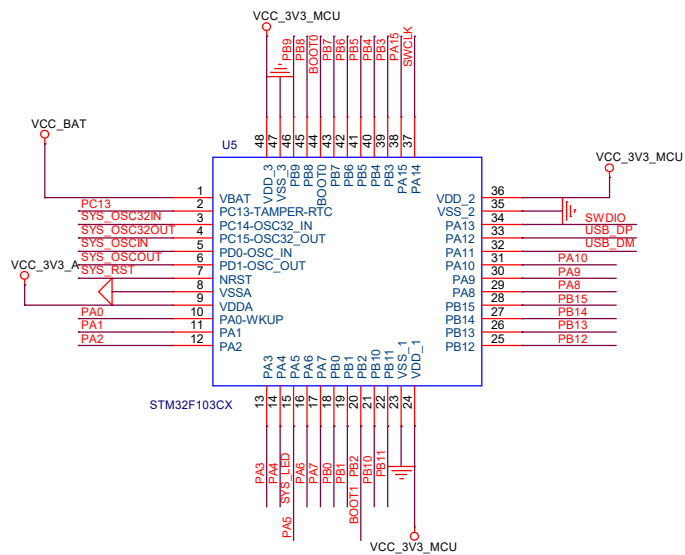 VCC_3V3_MCU
PB9
PB8
BOOT0
PB7
PB6
PB5
PB4
PB3
PA15
SWCLK
VCC_BAT
U5
48
47
46
45
44
43
42
41
40
39
38
37
VDD_3
VSS_3
PB9
PB8
BOOT0
PB7
PB6
PB5
PB4
PB3
PA15
PA14
VCC_3V3_MCU
1 VBAT
PC13 2 PC13-TAMPER-RTC
SYS_OSC32IN 3 PC14-OSC32_IN
SYS_OSC32OUT 4 PC15-OSC32_OUT
SYS_OSCIN 5 PD0-OSC_IN
SYS_OSCOUT 6 PD1-OSC_OUT
VCC_3V3_A
SYS_RST 7 NRST
8 VSSA
9 VDDA
PA0 10 PA0-WKUP
PA1 11 PA1
PA2 12 PA2
VDD_2 36
VSS_2 35
PA13 34 SWDIO
PA12 33 USB_DP
PA11 32 USB_DM
PA10 31 PA10
PA9 30 PA9
PA8 29 PA8
PB15 28 PB15
PB14 27 PB14
PB13 26 PB13
PB12 25 PB12
PA3
PA4
PA5
PA6
PA7
PB0
PB1
PB2
PB10
PB11
VSS_1
VDD_1
STM32F103CX
13
14
15
16
17
18
19
20
21
22
23
24
PA3
PA4
SYS_LED
PA5
PA6
PA7
PB0
PB1
PB2
BOOT1
PB10
PB11
VCC_3V3_MCU